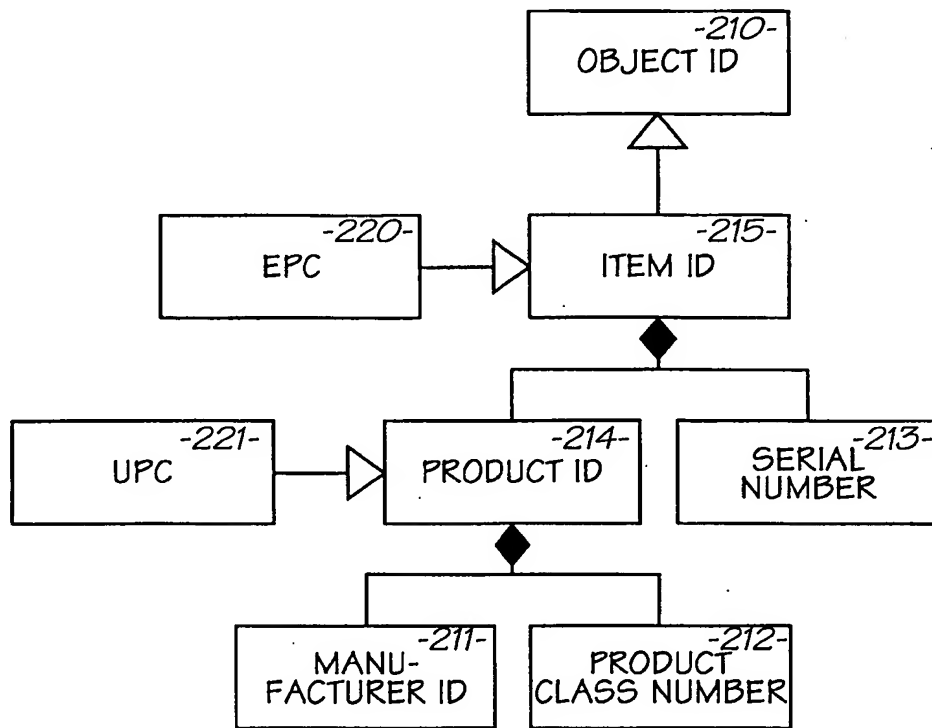 -210-
OBJECT ID
-220-
EPC
-215-
ITEM ID
-221-
UPC
-214-
PRODUCT ID
-213-
SERIAL
NUMBER
-211-
MANU-
FACTURER ID
-212-
PRODUCT
CLASS NUMBER